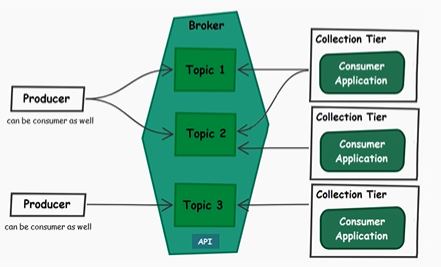 Broker
Collection Tier
Topic 1
Consumer
Application
Producer
can be consumer as well
Collection Tier
Topic 2
Consumer
Application
Collection Tier
Producer
Topic 3
Consumer
Application
can be consumer as well
API